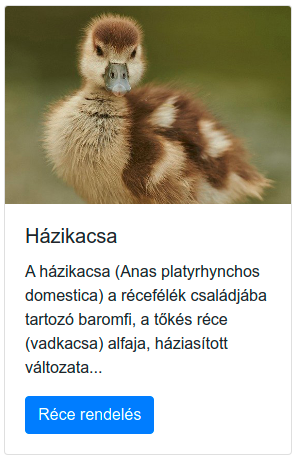 Házikacsa
A házikacsa (Anas platyrhynchos
domestica) a récefélék családjába
tartozó baromfi, a tőkés réce
(vadkacsa) alfaja, háziasított
változata...
Réce rendelés